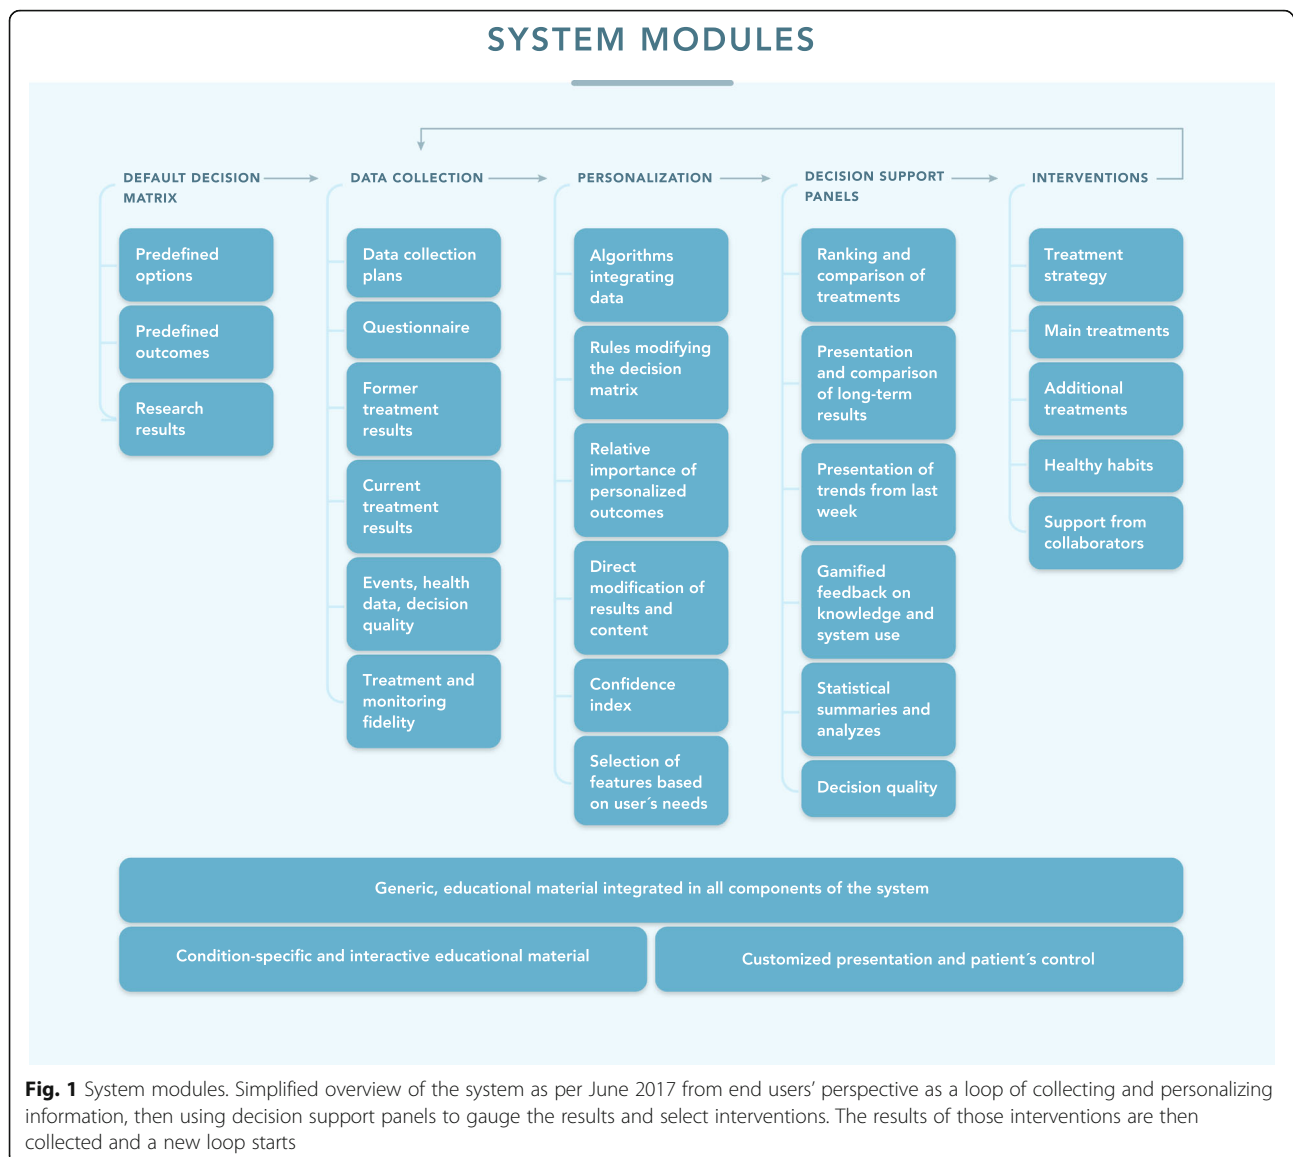 SYSTEM MODULES
DEFAULT DECISION
MATRIX
Predefined
options
Predefined
outcomes
Research
results
DATA COLLECTION
Data collection
plans
Questionnaire
Former
treatment
results
Current
treatment
results
Events, health
data, decision
quality
Treatment and
monitoring
fidelity
PERSONALIZATION
Algorithms
integrating
data
Rules modifying
the decision
matrix
Relative
importance of
personalized
outcomes
Direct
modification of
results and
content
Confidence
index
Selection of
features based
on user´s needs
DECISION SUPPORT
PANELS
Ranking and
comparison of
treatments
Presentation
and comparison
of long-term
results
Presentation of
trends from last
week
Gamified
feedback on
knowledge and
system use
Statistical
summaries and
analyzes
Decision quality
INTERVENTIONS
Treatment
strategy
Main treatments
Additional
treatments
Healthy habits
Support from
collaborators
Generic, educational material integrated in all components of the system
Condition-specific and interactive educational material
Customized presentation and patient´s control
Fig. 1 System modules. Simplified overview of the system as per June 2017 from end users’ perspective as a loop of collecting and personalizing
information, then using decision support panels to gauge the results and select interventions. The results of those interventions are then
collected and a new loop starts